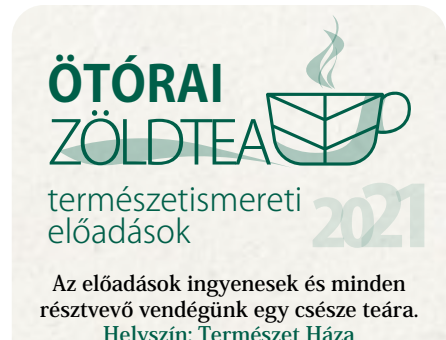 ÖTÓRAI
ZÖLDTEA
természetismereti
előadások
2021
Az előadások ingyenesek és minden
résztvevő vendégünk egy csésze teára.
Helyszín: Természet Háza